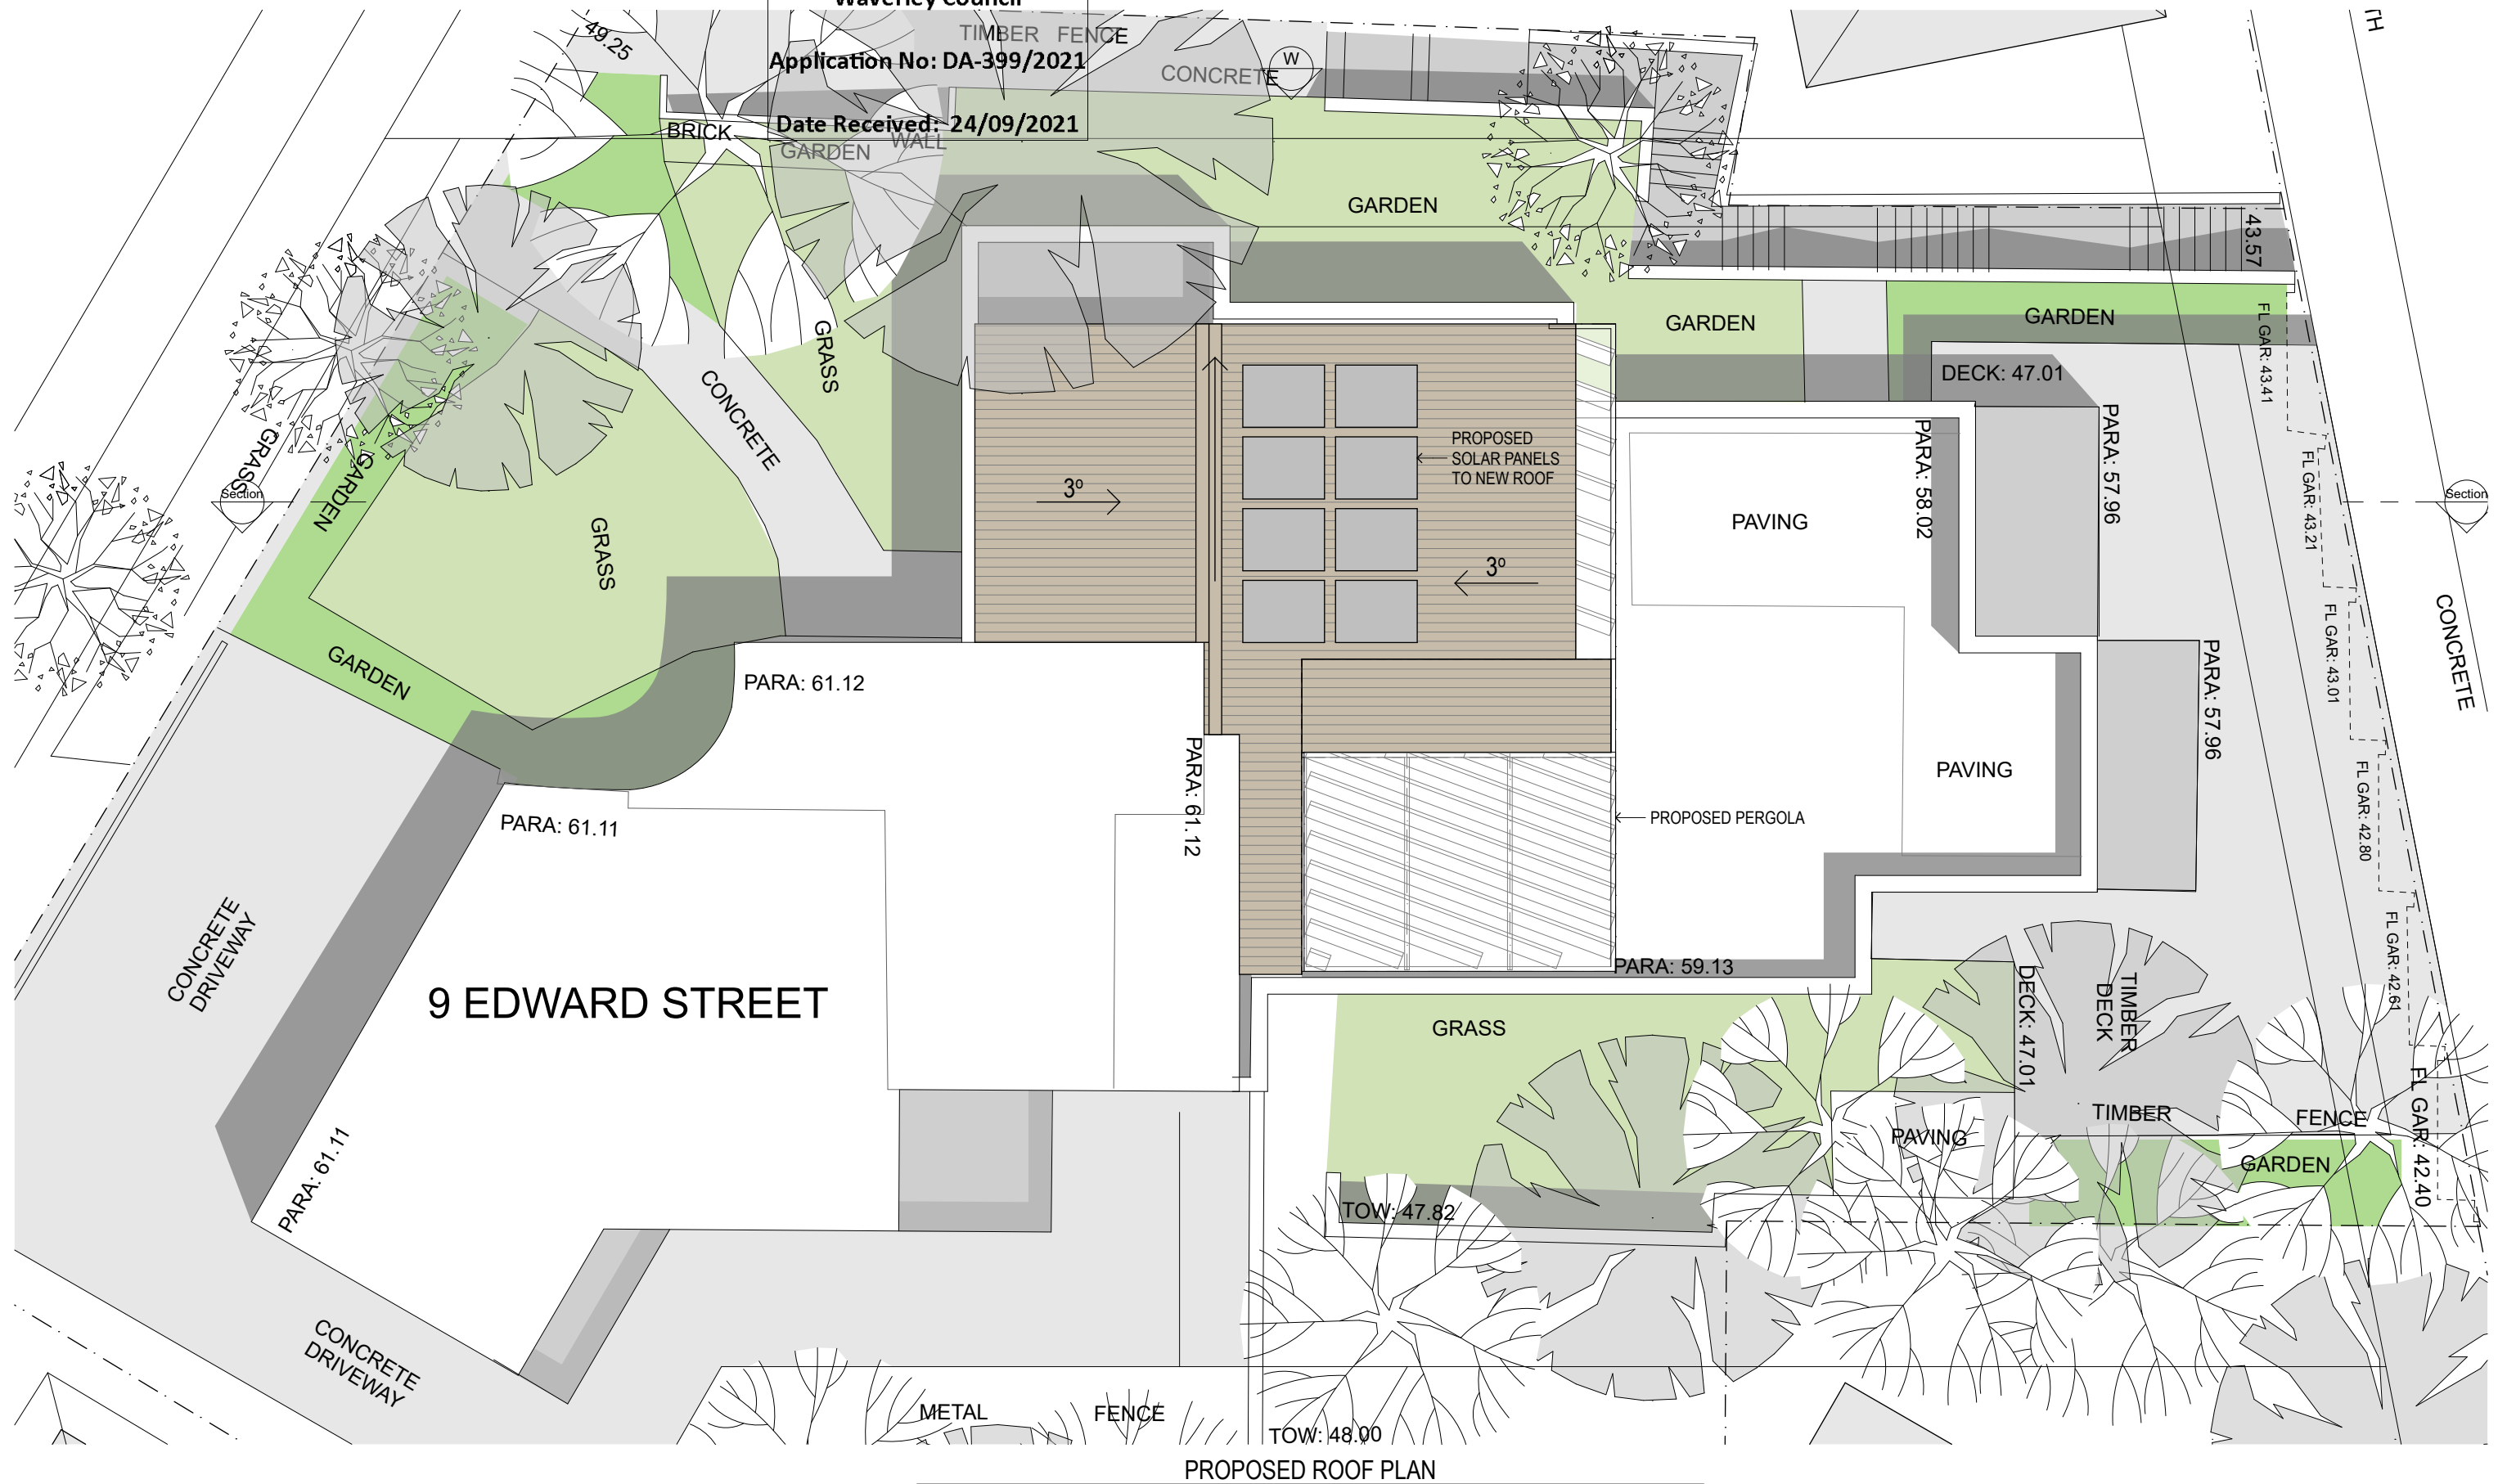 Waverley Council
Application No: DA-399/2021
Date Received: 24/09/2021
49.25
TIMBER FENCE
CONCRETE
W
TH
BRICK
GARDEN WALL
GARDEN
43.57
GARDEN
GARDEN
GRASS
CONCRETE
DECK: 47.01
FL GAR: 43.41
GRASS
GARDEN
Section
GRASS
3º
PROPOSED
SOLAR PANELS
TO NEW ROOF
3º
PAVING
PARA: 58.02
PARA: 57.96
FL GAR: 43.21
Section
CONCRETE
FL GAR: 43.01
GARDEN
PARA: 61.12
PARA: 61.12
PARA: 61.11
PARA: 57.96
PAVING
PROPOSED PERGOLA
FL GAR: 42.80
CONCRETE
DRIVEWAY
9 EDWARD STREET
PARA: 59.13
GRASS
DECK: 47.01
TIMBER
DECK
FL GAR: 42.61
FL GAR: 42.40
TIMBER FENCE
PAVING
GARDEN
PARA: 61.11
TOW: 47.82
CONCRETE
DRIVEWAY
METAL FENCE
TOW: 48.00
PROPOSED ROOF PLAN